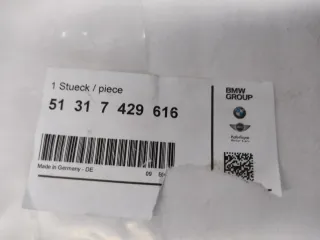 1 Stueck / piece
51 31 7 429 616
Made in Germany - DE
BMW
GROUP